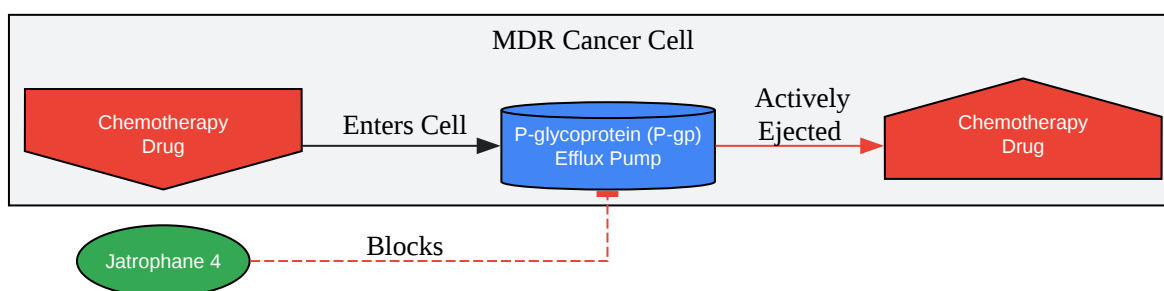 MDR Cancer Cell
Chemotherapy
Drug
Enters Cell
P-glycoprotein (P-gp)
Efflux Pump
Actively
Ejected
Chemotherapy
Drug
Jatrophane 4
Blocks